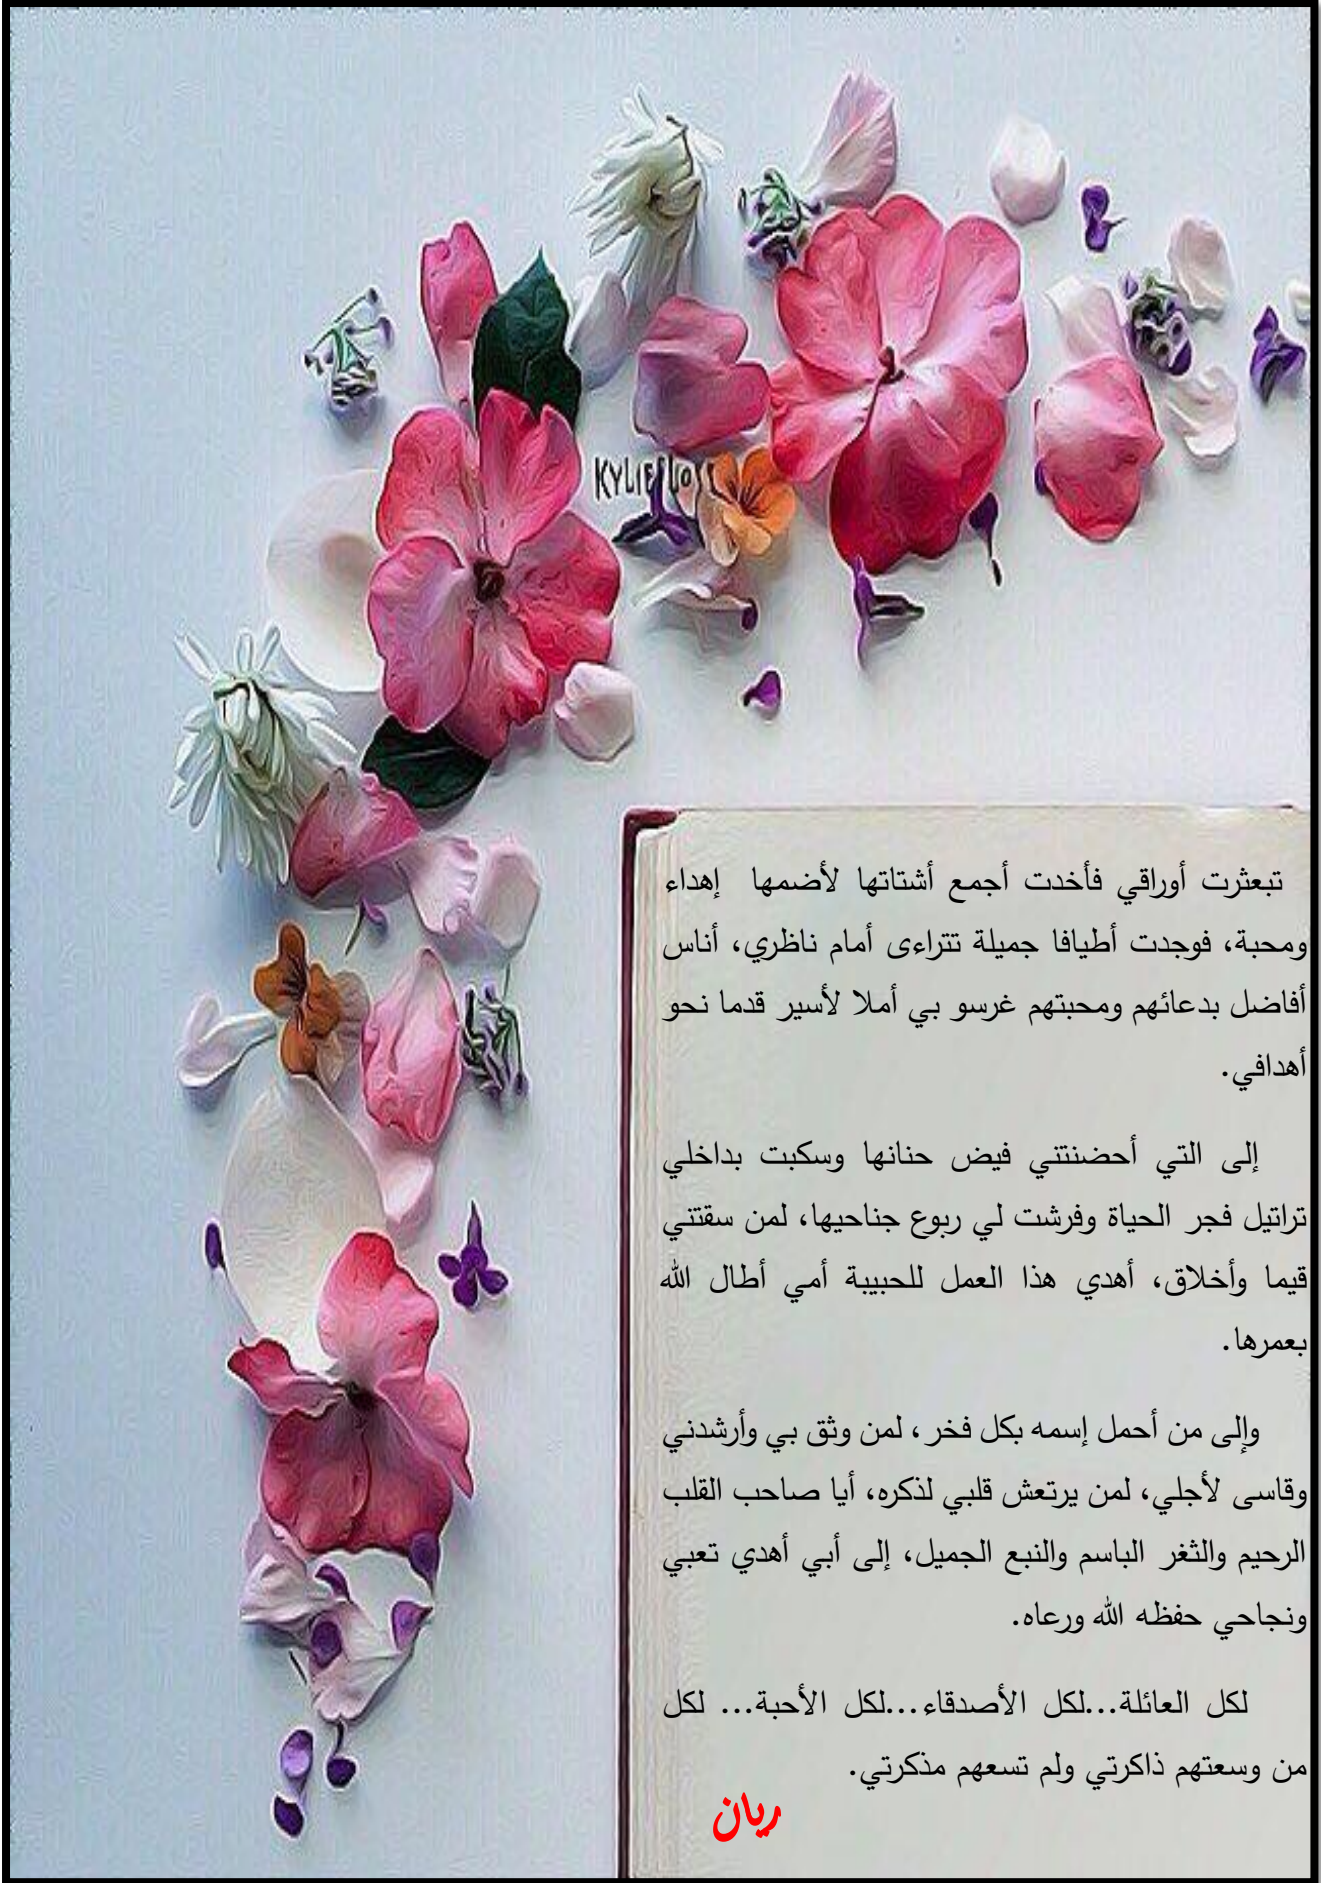 KYLIE
تبعثرت أوراقي فأخدت أجمع أشتاتها لأضمها إهداء
ومحبة، فوجدت أطيافا جميلة تتراءى أمام ناظري، أناس
أفاضل بدعائهم ومحبتهم غرسو بي أملا لأسير قدما نحو
أهدافي.
إلى التي أحضنتني فيض حنانها وسكبت بداخلي
تراتيل فجر الحياة وفرشت لي ربوع جناحيها، لمن سقتني
قيما وأخلاق، أهدي هذا العمل للحبيبة أمي أطال الله
بعمرها.
وإلى من أحمل إسمه بكل فخر، لمن وثق بي وأرشدني
وقاسى لأجلي، لمن يرتعش قلبي لذكره، أيا صاحب القلب
الرحيم والثغر الباسم والنبع الجميل، إلى أبي أهدي تعبي
ونجاحي حفظه الله ورعاه.
لكل العائلة...لكل الأصدقاء...لكل الأحبة... لكل
من وسعتهم ذاكرتي ولم تسعهم مذكرتي.
ريان